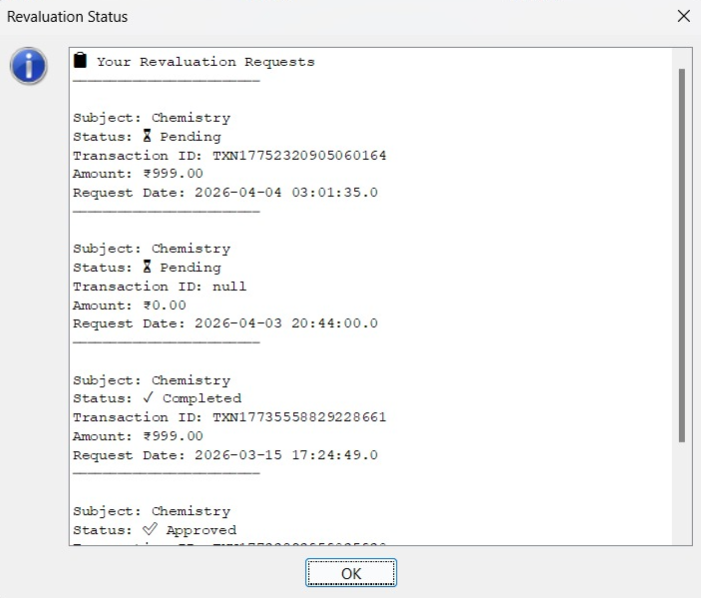 Revaluation Status
📋 Your Revaluation Requests
Subject: Chemistry
Status: ⏳ Pending
Transaction ID: TXN17752320905060164
Amount: ₹999.00
Request Date: 2026-04-04 03:01:35.0
Subject: Chemistry
Status: ⏳ Pending
Transaction ID: null
Amount: ₹0.00
Request Date: 2026-04-03 20:44:00.0
Subject: Chemistry
Status: ✓ Completed
Transaction ID: TXN17735558829228661
Amount: ₹999.00
Request Date: 2026-03-15 17:24:49.0
Subject: Chemistry
Status: ✅ Approved
OK